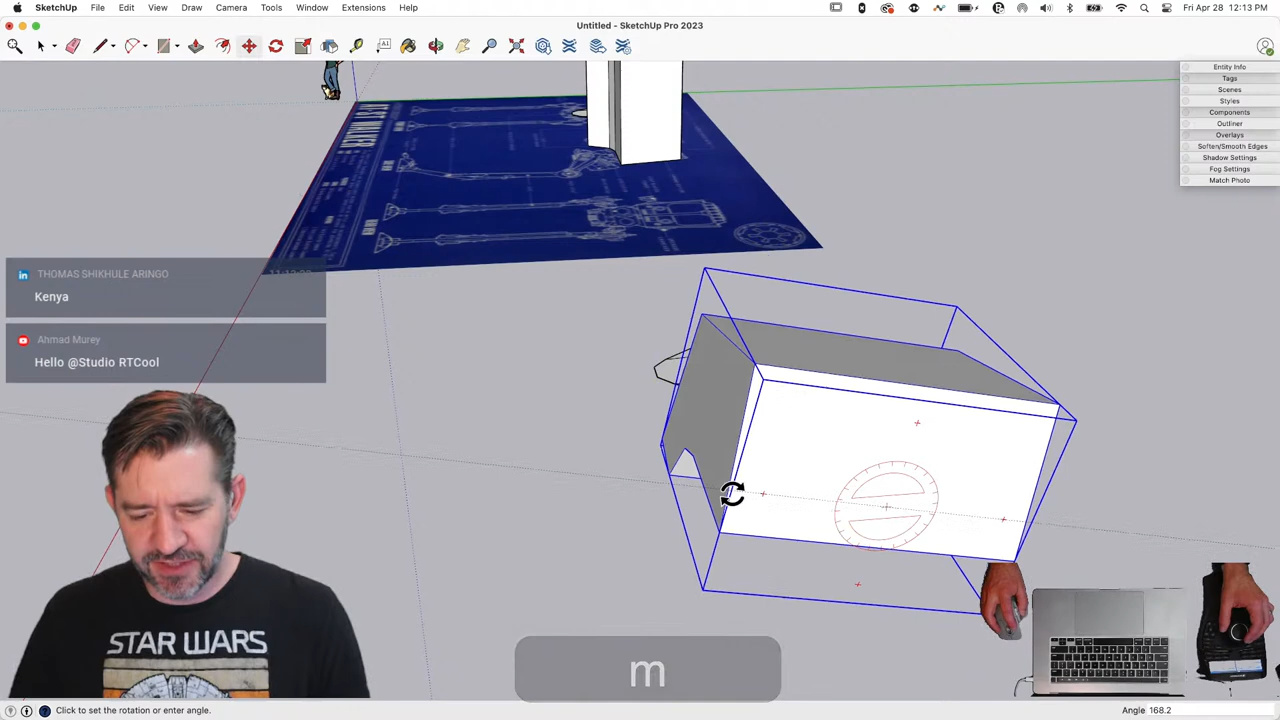 SketchUp File Edit View Draw Camera Tools Window Extensions Help
Fri Apr 28 12:13 PM
Untitled - SketchUp Pro 2023
Entity Info
Tags
Scenes
Styles
Components
Outliner
Overlays
Soften/Smooth Edges
Shadow Settings
Fog Settings
Match Photo
AT-ST WALKER
THOMAS SHIKHULE ARINGO
Kenya
Ahmad Murey
Hello @Studio RTCool
STAR WARS
m
Click to set the rotation or enter angle.
Angle 168.2